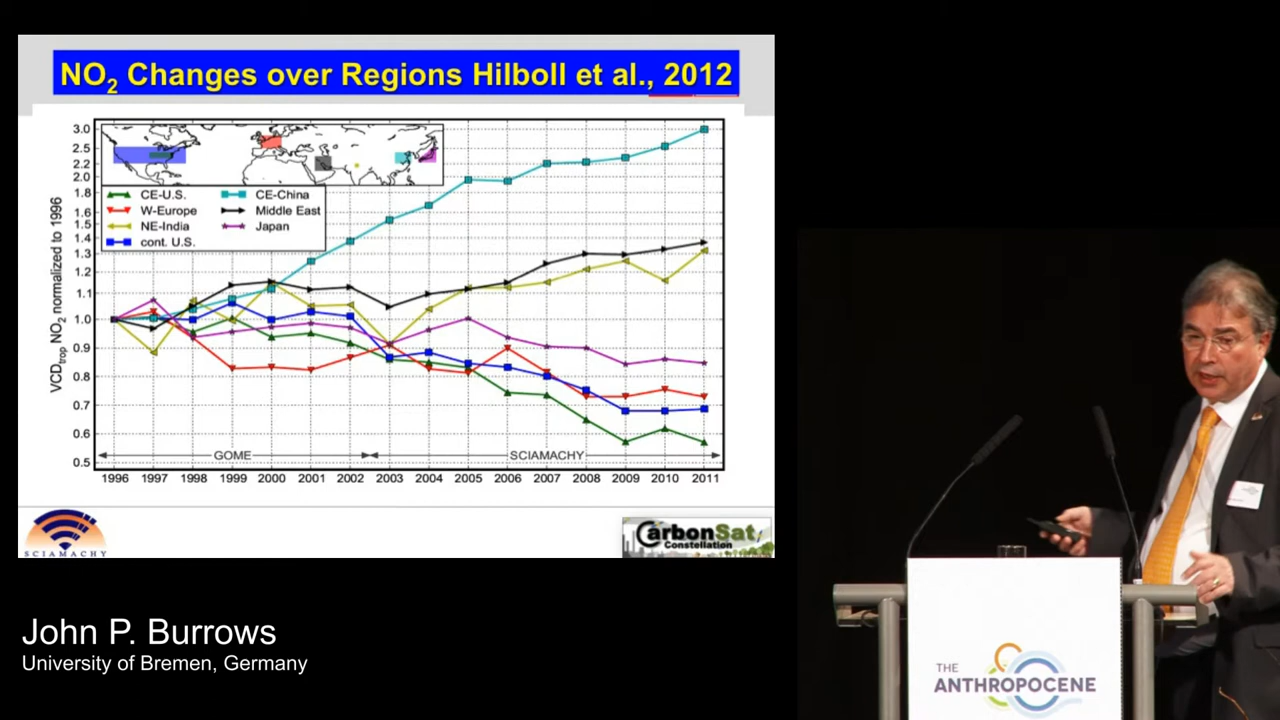 NO2 Changes over Regions Hilboll et al., 2012
VCDtrop NO2 normalized to 1996
3.0
2.5
2.2
2.0
1.8
1.6
1.5
1.4
1.3
1.2
1.1
1.0
0.9
0.8
0.7
0.6
0.5
CE-U.S.
W-Europe
NE-India
cont. U.S.
CE-China
Middle East
Japan
GOME
SCIAMACHY
1996 1997 1998 1999 2000 2001 2002 2003 2004 2005 2006 2007 2008 2009 2010 2011
SCIAMACHY
CarbonSat
Constellation
John P. Burrows
University of Bremen, Germany
THE
ANTHROPOCENE